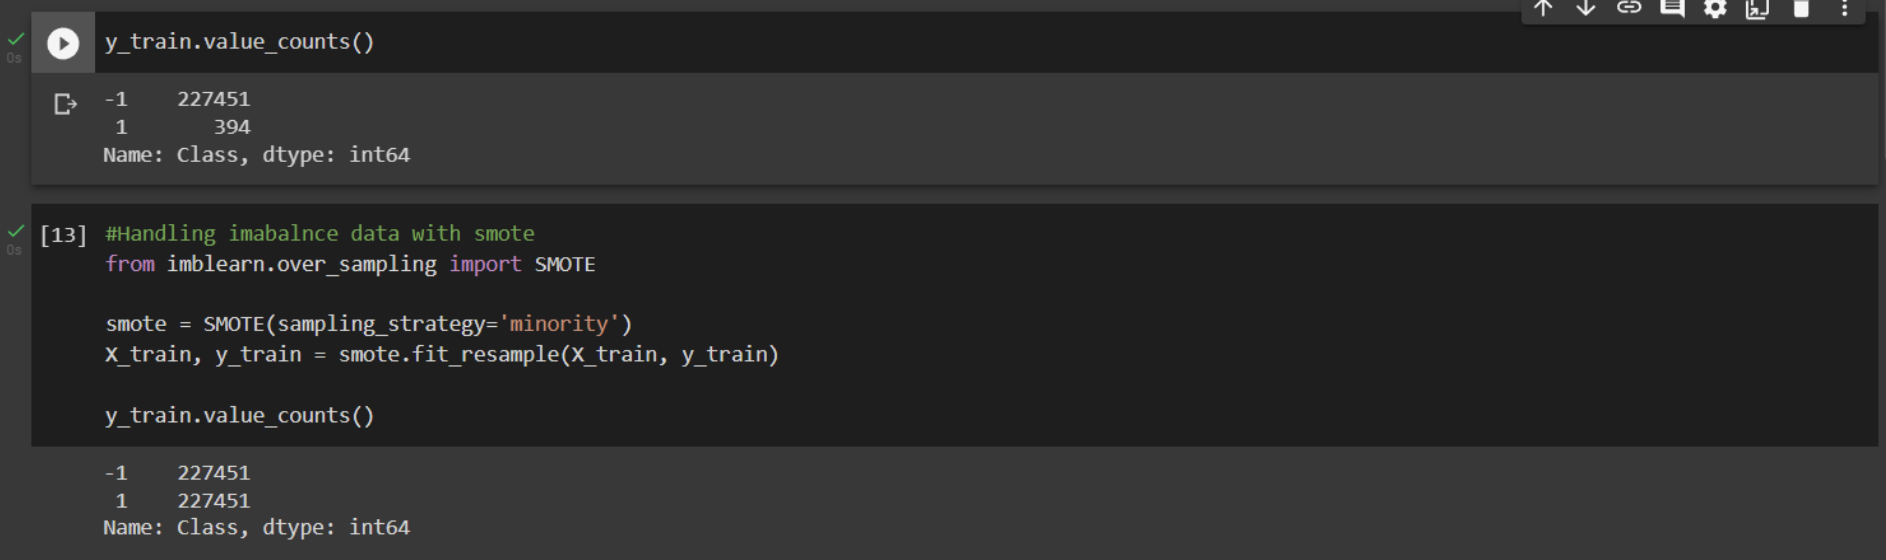 y_train.value_counts()
0s
-1 227451
1 394
Name: Class, dtype: int64
[13] #Handling imabalnce data with smote
0s
from imblearn.over_sampling import SMOTE
smote = SMOTE(sampling_strategy='minority')
X_train, y_train = smote.fit_resample(X_train, y_train)
y_train.value_counts()
-1 227451
1 227451
Name: Class, dtype: int64